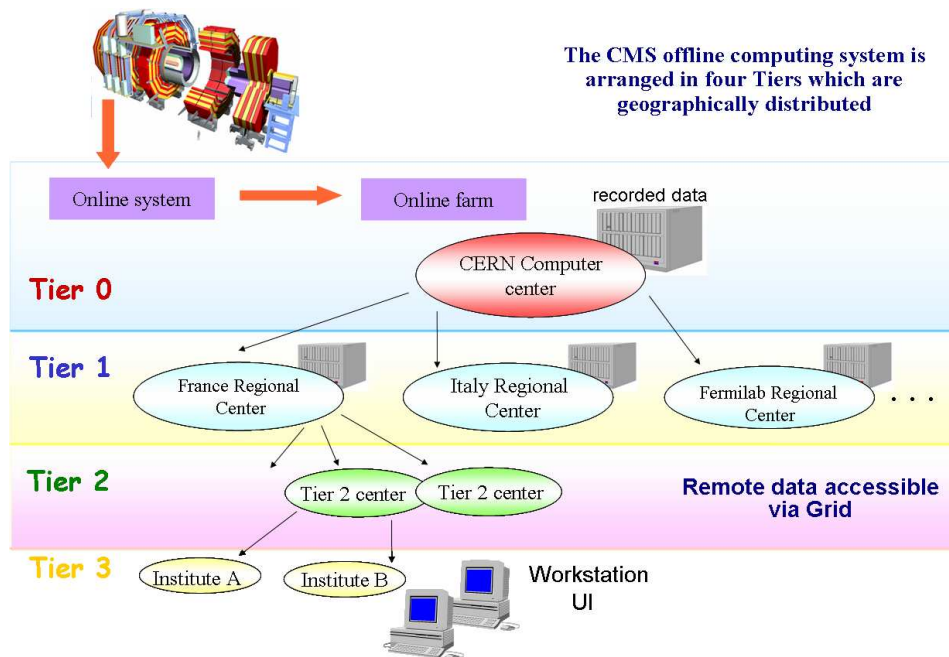 The CMS offline computing system is
arranged in four Tiers which are
geographically distributed
Online system
Online farm
recorded data
CERN Computer
center
Tier 0
Tier 1
France Regional
Center
Italy Regional
Center
Fermilab Regional
Center
. . .
Tier 2
Tier 2 center
Tier 2 center
Remote data accessible
via Grid
Tier 3
Institute A
Institute B
Workstation
UI